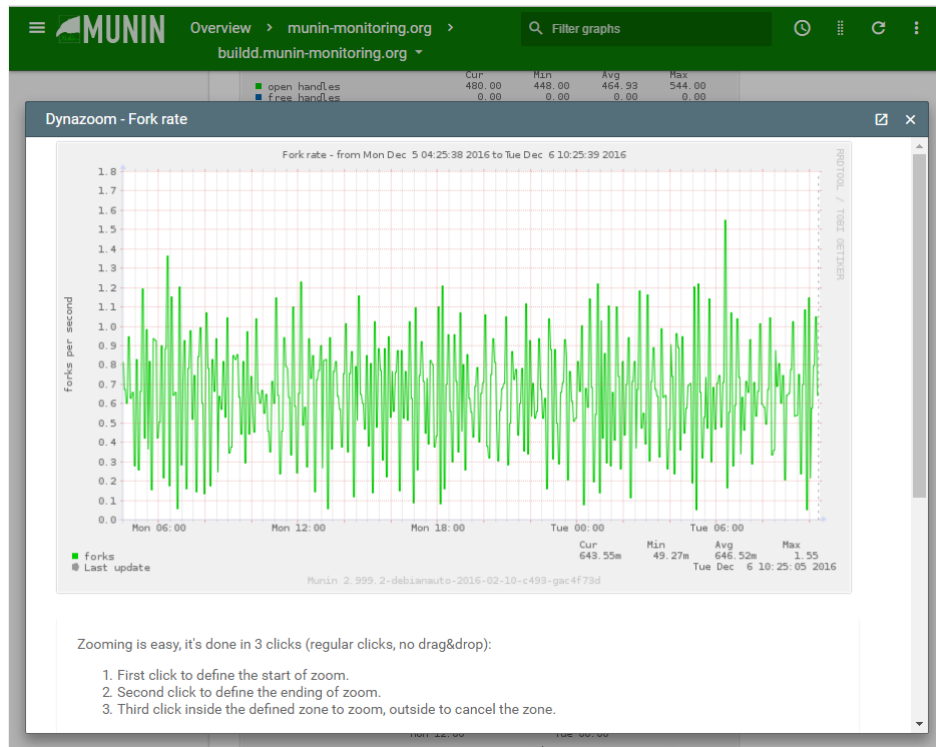 MUNIN
Overview > munin-monitoring.org >
buildd.munin-monitoring.org
Filter graphs
Cur Min Avg Max
open handles 480.00 448.00 464.93 544.00
free handles 0.00 0.00 0.00 0.00
Dynazoom - Fork rate
Fork rate - from Mon Dec 5 04:25:38 2016 to Tue Dec 6 10:25:39 2016
RRDTOOL / TOBI OETIKER
forks per second
1.8
1.7
1.6
1.5
1.4
1.3
1.2
1.1
1.0
0.9
0.8
0.7
0.6
0.5
0.4
0.3
0.2
0.1
0.0
Mon 06:00 Mon 12:00 Mon 18:00 Tue 00:00 Tue 06:00
Cur Min Avg Max
forks 643.55m 49.27m 646.52m 1.55
Last update Tue Dec 6 10:25:05 2016
Munin 2.999.2-debianauto-2016-02-10-c493-gac4f73d
Zooming is easy, it's done in 3 clicks (regular clicks, no drag&drop):
1. First click to define the start of zoom.
2. Second click to define the ending of zoom.
3. Third click inside the defined zone to zoom, outside to cancel the zone.